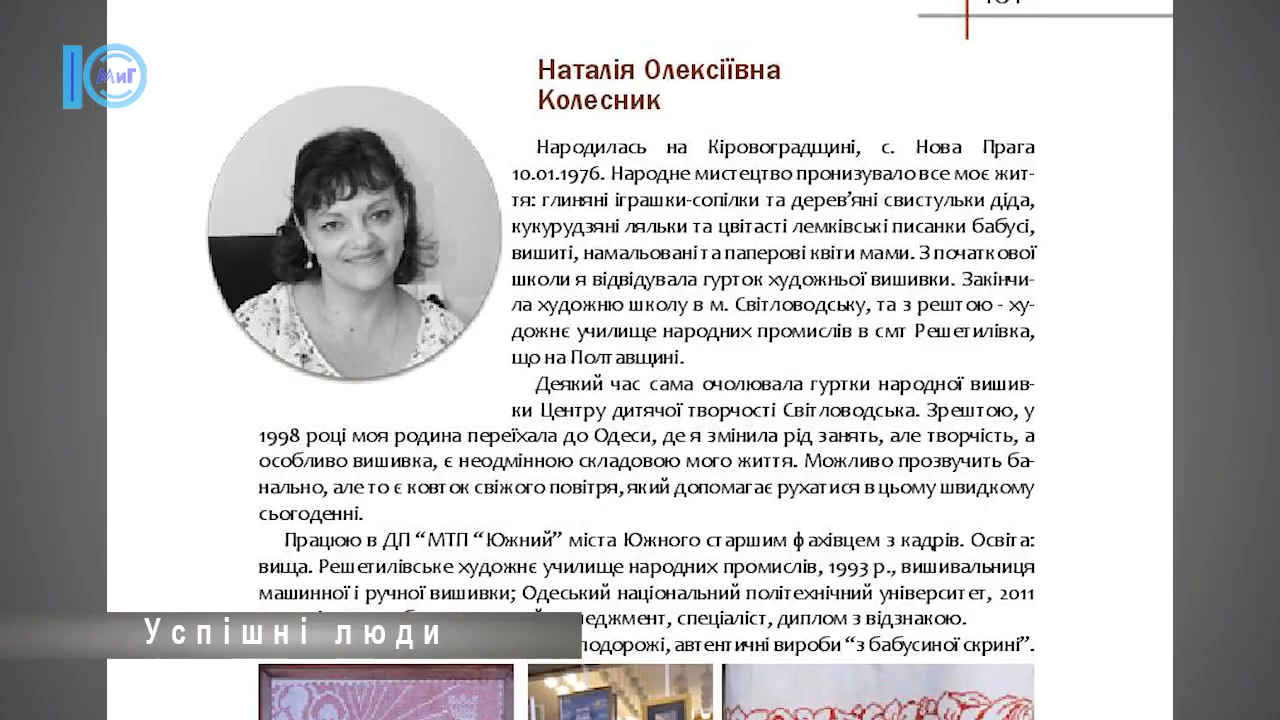 МиГ
Наталія Олексіївна
Колесник
Народилась на Кіровоградщині, с. Нова Прага
10.01.1976. Народне мистецтво пронизувало все моє жит-
тя: глиняні іграшки-сопілки та дерев’яні свистульки діда,
кукурудзяні ляльки та цвітасті лемківські писанки бабусі,
вишиті, намальовані та паперові квіти мами. З початкової
школи я відвідувала гурток художньої вишивки. Закінчи-
ла художню школу в м. Світловодську, та з рештою - ху-
дожнє училище народних промислів в смт Решетилівка,
що на Полтавщині.
Деякий час сама очолювала гуртки народної вишив-
ки Центру дитячої творчості Світловодська. Зрештою, у
1998 році моя родина переїхала до Одеси, де я змінила рід занять, але творчість, а
особливо вишивка, є неодмінною складовою мого життя. Можливо прозвучить ба-
нально, але то є ковток свіжого повітря, який допомагає рухатися в цьому швидкому
сьогоденні.
Працюю в ДП “МТП “Южний” міста Южного старшим фахівцем з кадрів. Освіта:
вища. Решетилівське художнє училище народних промислів, 1993 р., вишивальниця
машинної і ручної вишивки; Одеський національний політехнічний університет, 2011
спеціаліст, диплом з відзнакою.
Успішні люди
подорожі, автентичні вироби “з бабусиної скрині”.